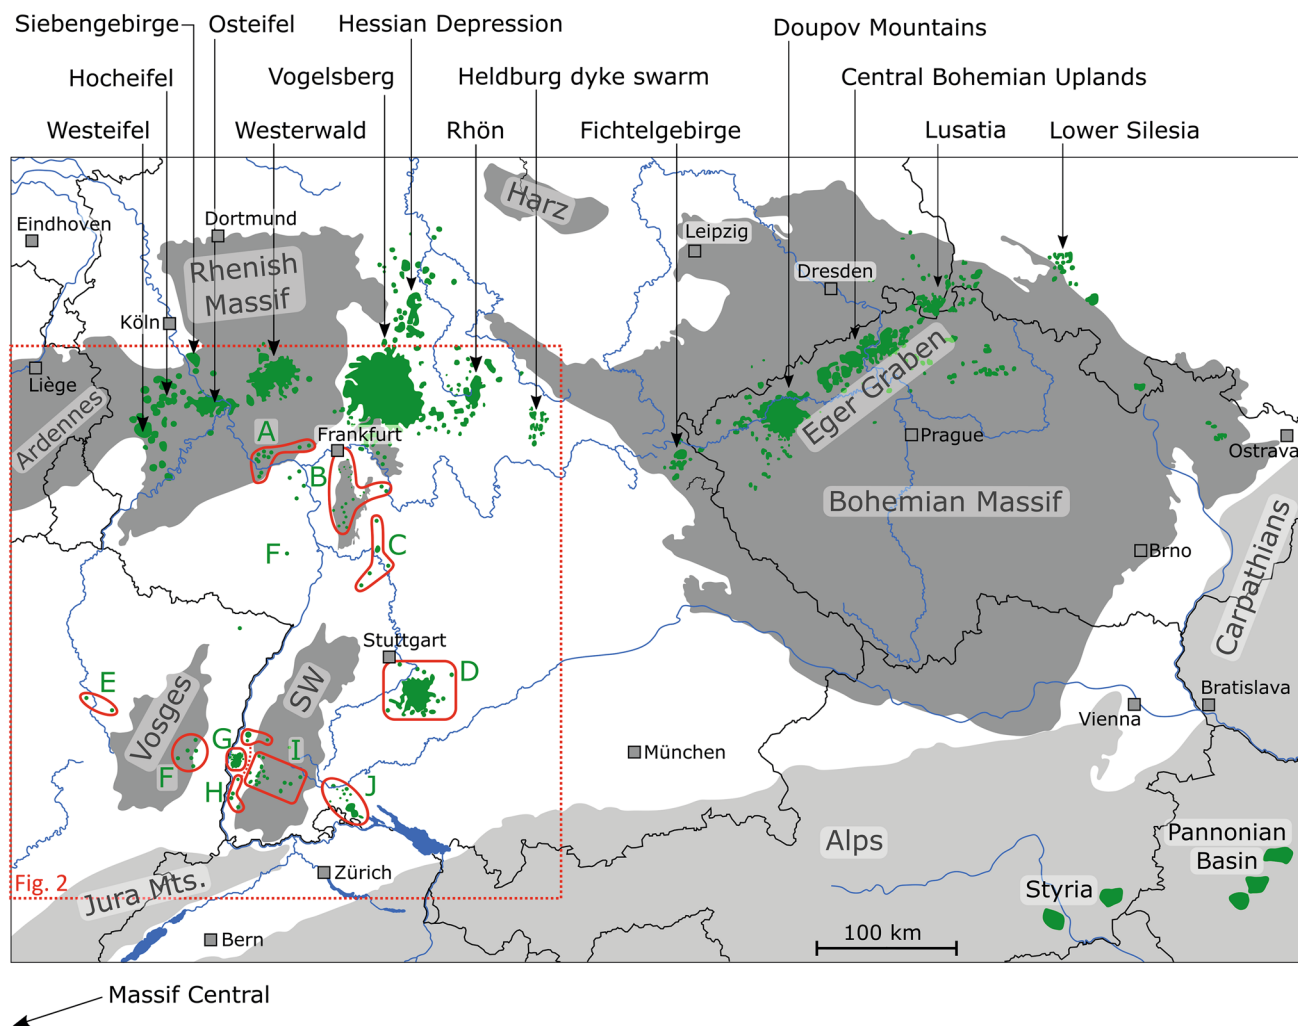 Siebengebirge
Osteifel
Hessian Depression
Doupov Mountains
Hocheifel
Vogelsberg
Heldburg dyke swarm
Central Bohemian Uplands
Westeifel
Westerwald
Rhön
Fichtelgebirge
Lusatia
Lower Silesia
Harz
Eindhoven
Dortmund
Leipzig
Rhenish
Massif
Dresden
Köln
Liège
Eger Graben
Ardennes
A
Frankfurt
Prague
Ostrava
B
Bohemian Massif
F
C
Brno
Carpathians
Stuttgart
E
D
SW
Vosges
Bratislava
Vienna
G
I
München
F
H
J
Alps
Pannonian
Basin
Zürich
Fig. 2
Jura Mts.
Styria
Bern
100 km
Massif Central